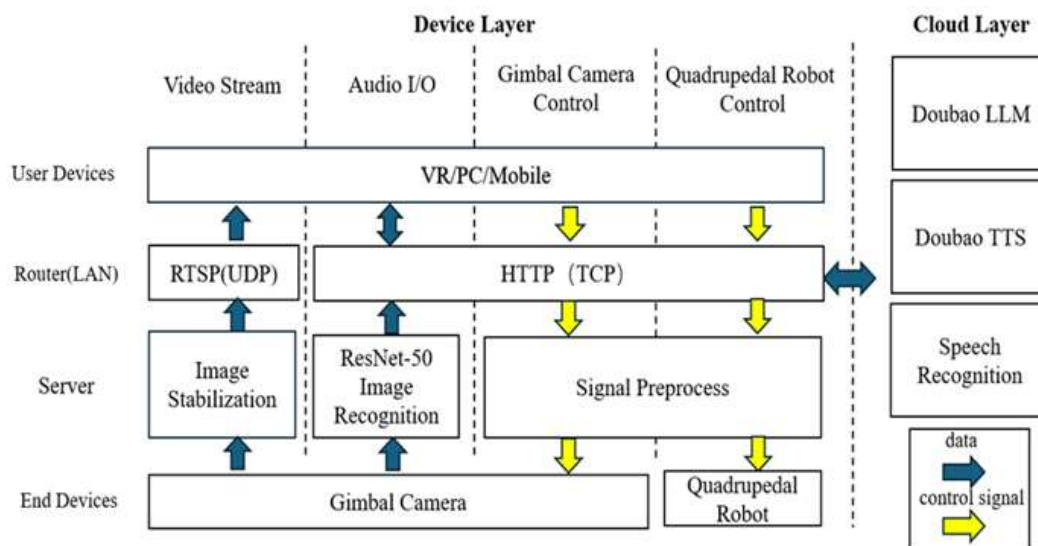 Device Layer
Cloud Layer
Video Stream
Audio I/O
Gimbal Camera
Control
Quadrupedal Robot
Control
User Devices
VR/PC/Mobile
Router(LAN)
RTSP(UDP)
HTTP（TCP）
Server
Image
Stabilization
ResNet-50
Image
Recognition
Signal Preprocess
End Devices
Gimbal Camera
Quadrupedal
Robot
Doubao LLM
Doubao TTS
Speech
Recognition
data
control signal